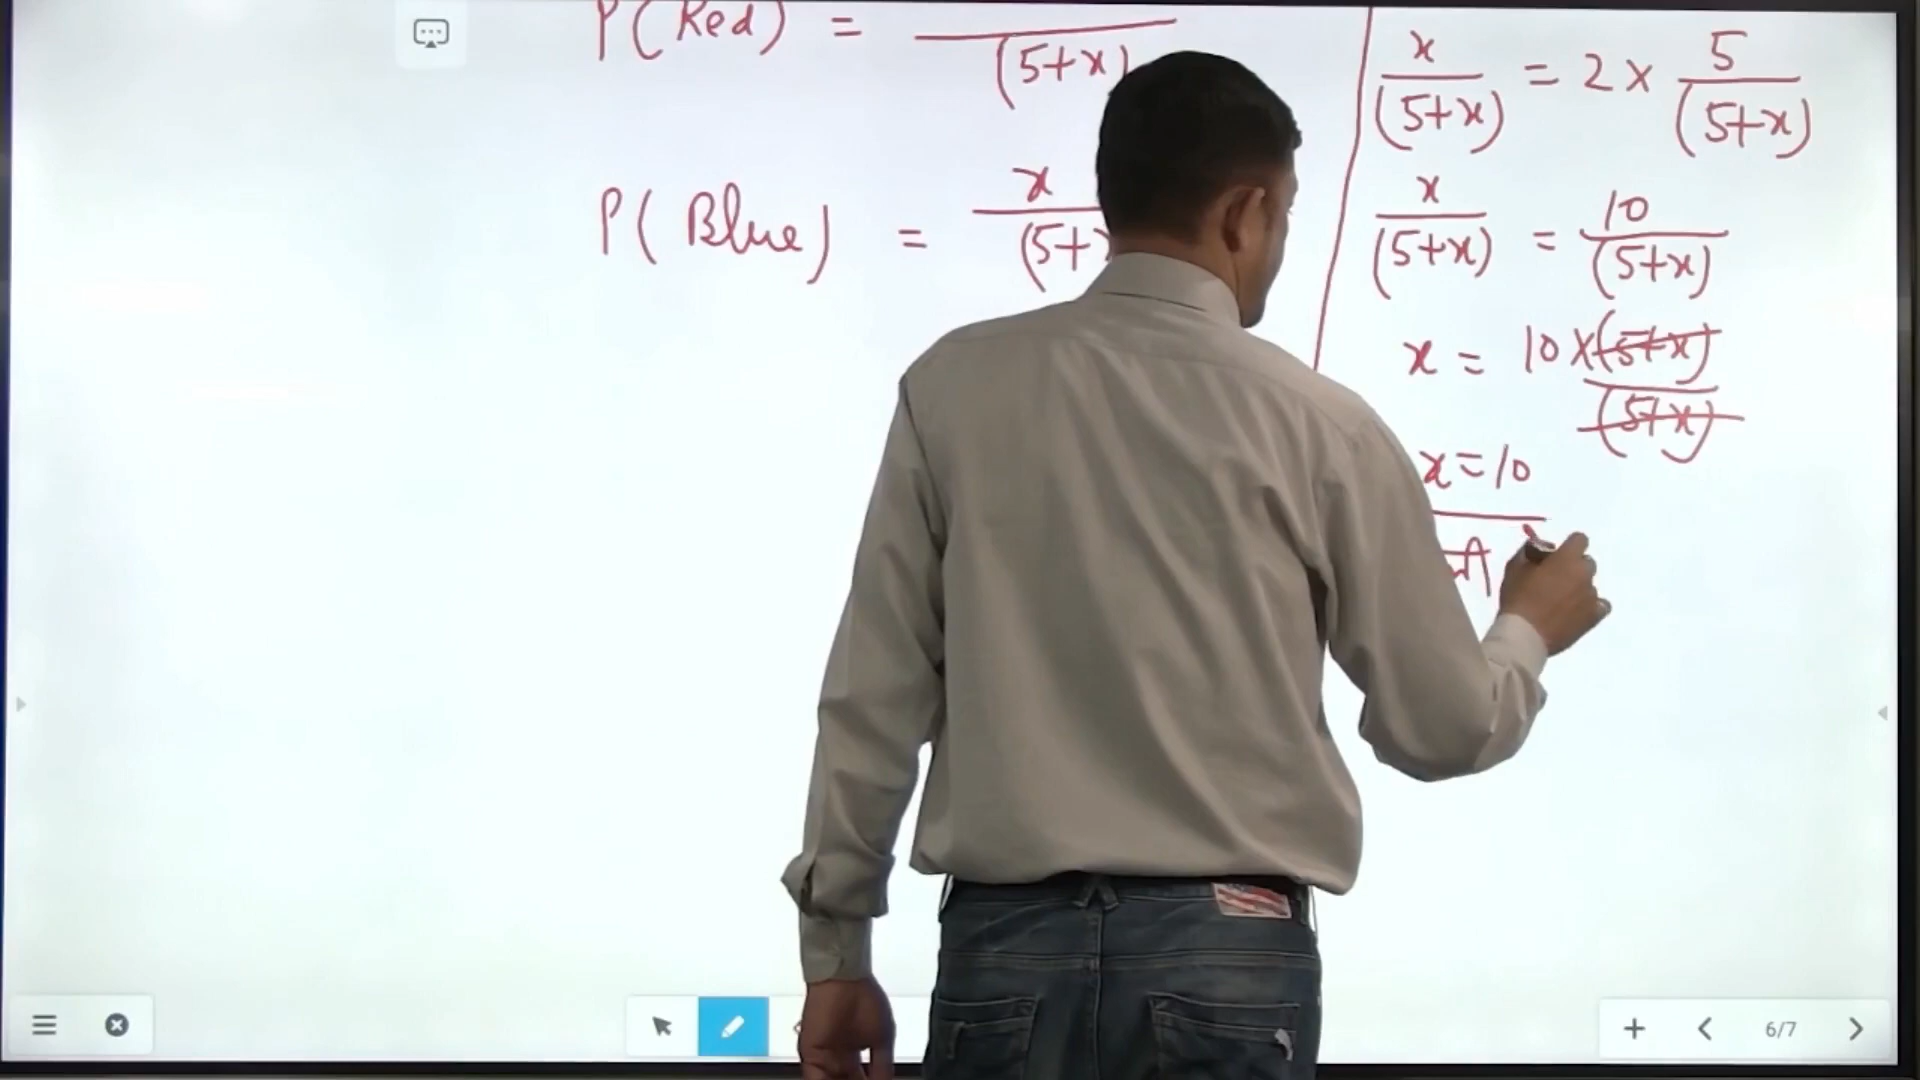 P(Red) =
(5+x)
P(Blue) = x
(5+
x/(5+x) = 2 × 5/(5+x)
x/(5+x) = 10/(5+x)
x = 10 × (5+x)/(5+x)
x = 10
6/7